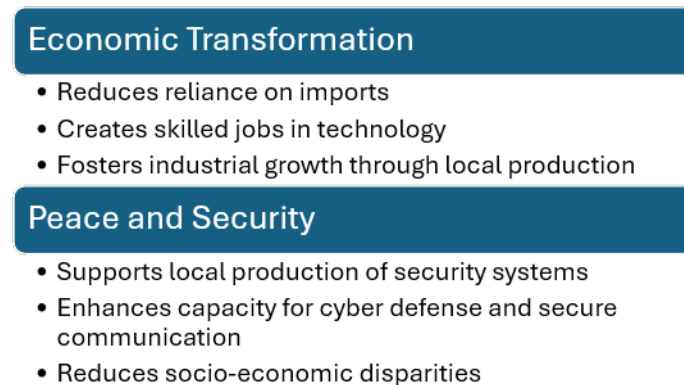 Economic Transformation
• Reduces reliance on imports
• Creates skilled jobs in technology
• Fosters industrial growth through local production
Peace and Security
• Supports local production of security systems
• Enhances capacity for cyber defense and secure
communication
• Reduces socio-economic disparities